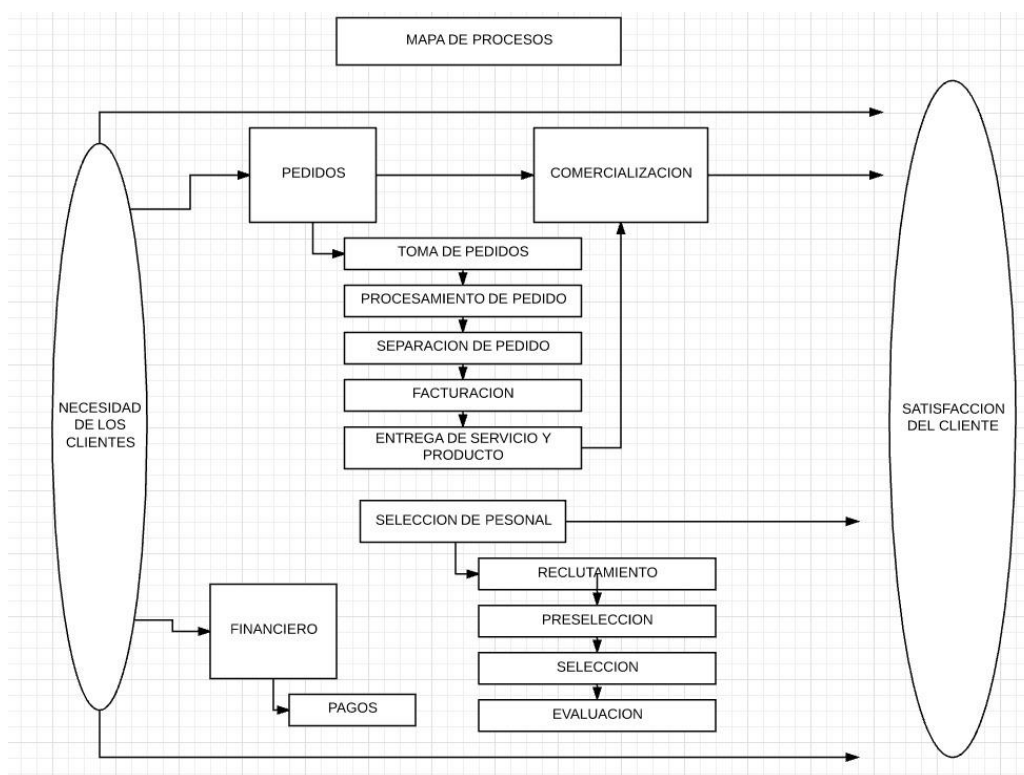 MAPA DE PROCESOS
PEDIDOS
COMERCIALIZACION
TOMA DE PEDIDOS
PROCESAMIENTO DE PEDIDO
SEPARACION DE PEDIDO
FACTURACION
ENTREGA DE SERVICIO Y
PRODUCTO
NECESIDAD
DE LOS
CLIENTES
SATISFACCION
DEL CLIENTE
SELECCION DE PESONAL
RECLUTAMIENTO
PRESELECCION
SELECCION
EVALUACION
FINANCIERO
PAGOS